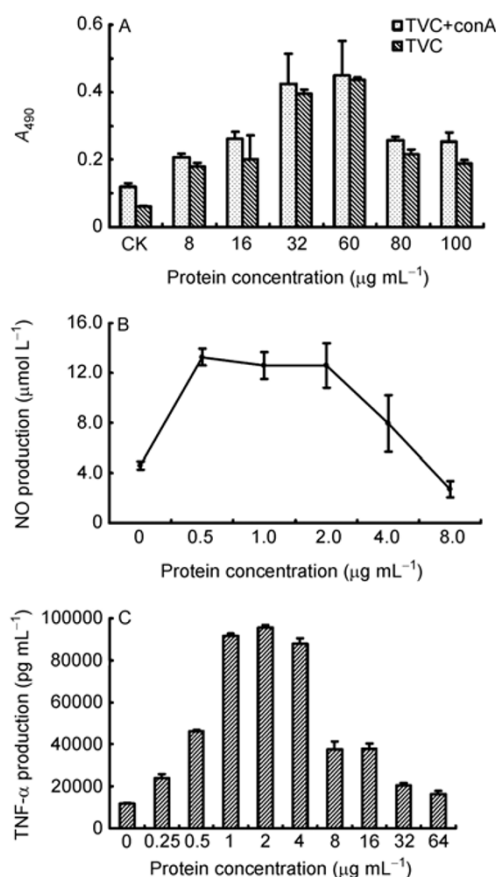 A
TVC+conA
TVC
0.6
0.4
0.2
0
A490
CK 8 16 32 60 80 100
Protein concentration (μg mL−1)
B
16.0
12.0
8.0
4.0
0
NO production (μmol L−1)
0 0.5 1.0 2.0 4.0 8.0
Protein concentration (μg mL−1)
C
100000
80000
60000
40000
20000
0
TNF-α production (pg mL−1)
0 0.25 0.5 1 2 4 8 16 32 64
Protein concentration (μg mL−1)